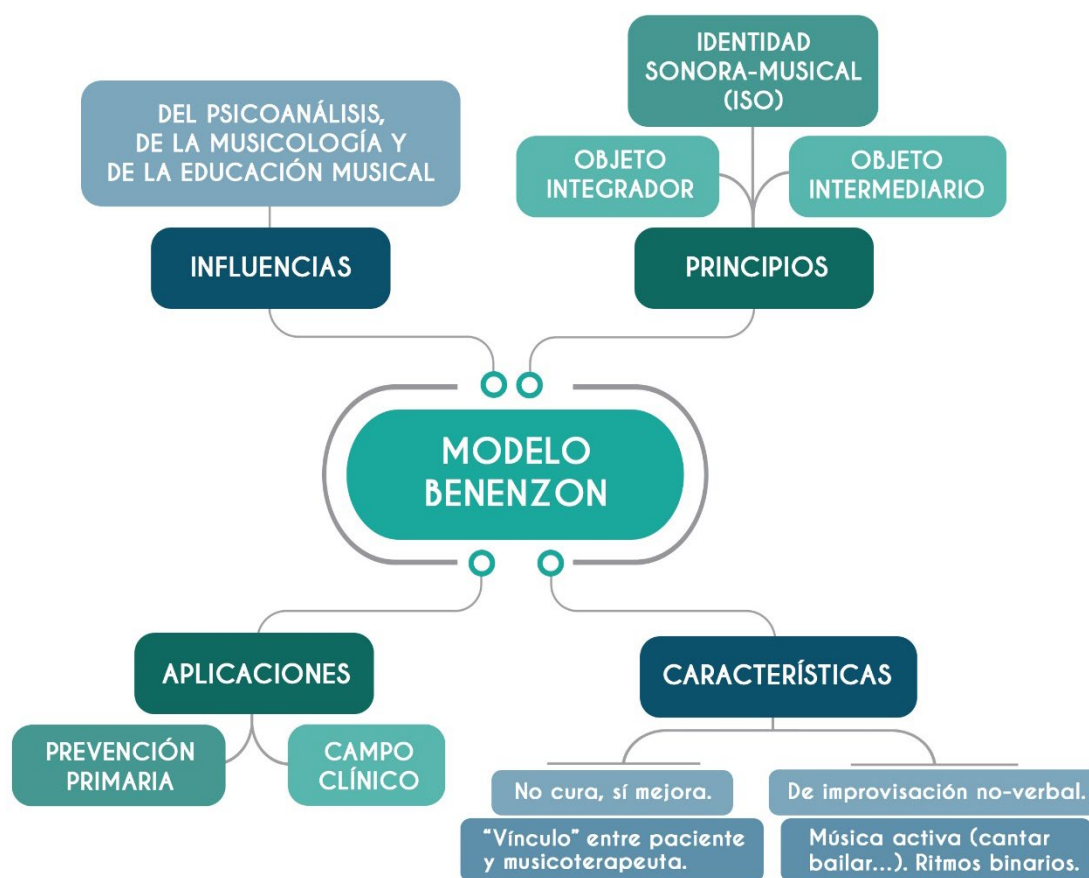 DEL PSICOANÁLISIS,
DE LA MUSICOLOGÍA Y
DE LA EDUCACIÓN MUSICAL
INFLUENCIAS
IDENTIDAD
SONORA-MUSICAL
(ISO)
OBJETO
INTEGRADOR
OBJETO
INTERMEDIARIO
PRINCIPIOS
MODELO
BENENZON
APLICACIONES
PREVENCIÓN
PRIMARIA
CAMPO
CLÍNICO
CARACTERÍSTICAS
No cura, sí mejora.
"Vínculo" entre paciente
y musicoterapeuta.
De improvisación no-verbal.
Música activa (cantar
bailar...). Ritmos binarios.